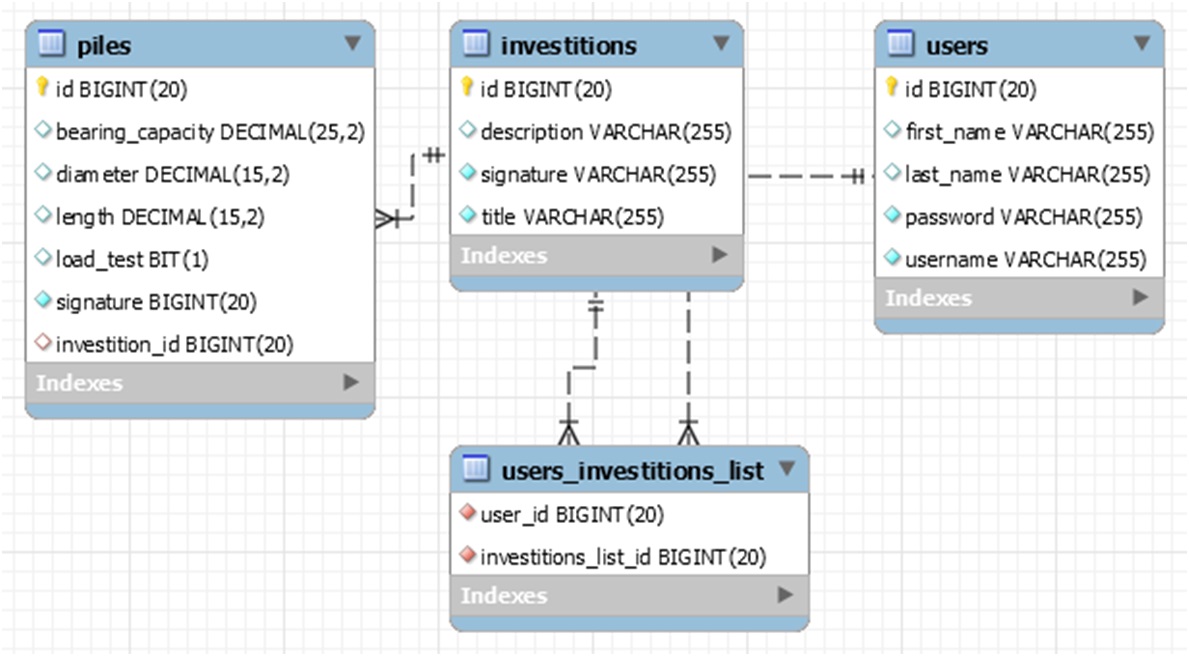 piles
id BIGINT(20)
bearing_capacity DECIMAL(25,2)
diameter DECIMAL(15,2)
length DECIMAL(15,2)
load_test BIT(1)
signature BIGINT(20)
investition_id BIGINT(20)
Indexes
investitions
id BIGINT(20)
description VARCHAR(255)
signature VARCHAR(255)
title VARCHAR(255)
Indexes
users
id BIGINT(20)
first_name VARCHAR(255)
last_name VARCHAR(255)
password VARCHAR(255)
username VARCHAR(255)
Indexes
users_investitions_list
user_id BIGINT(20)
investitions_list_id BIGINT(20)
Indexes